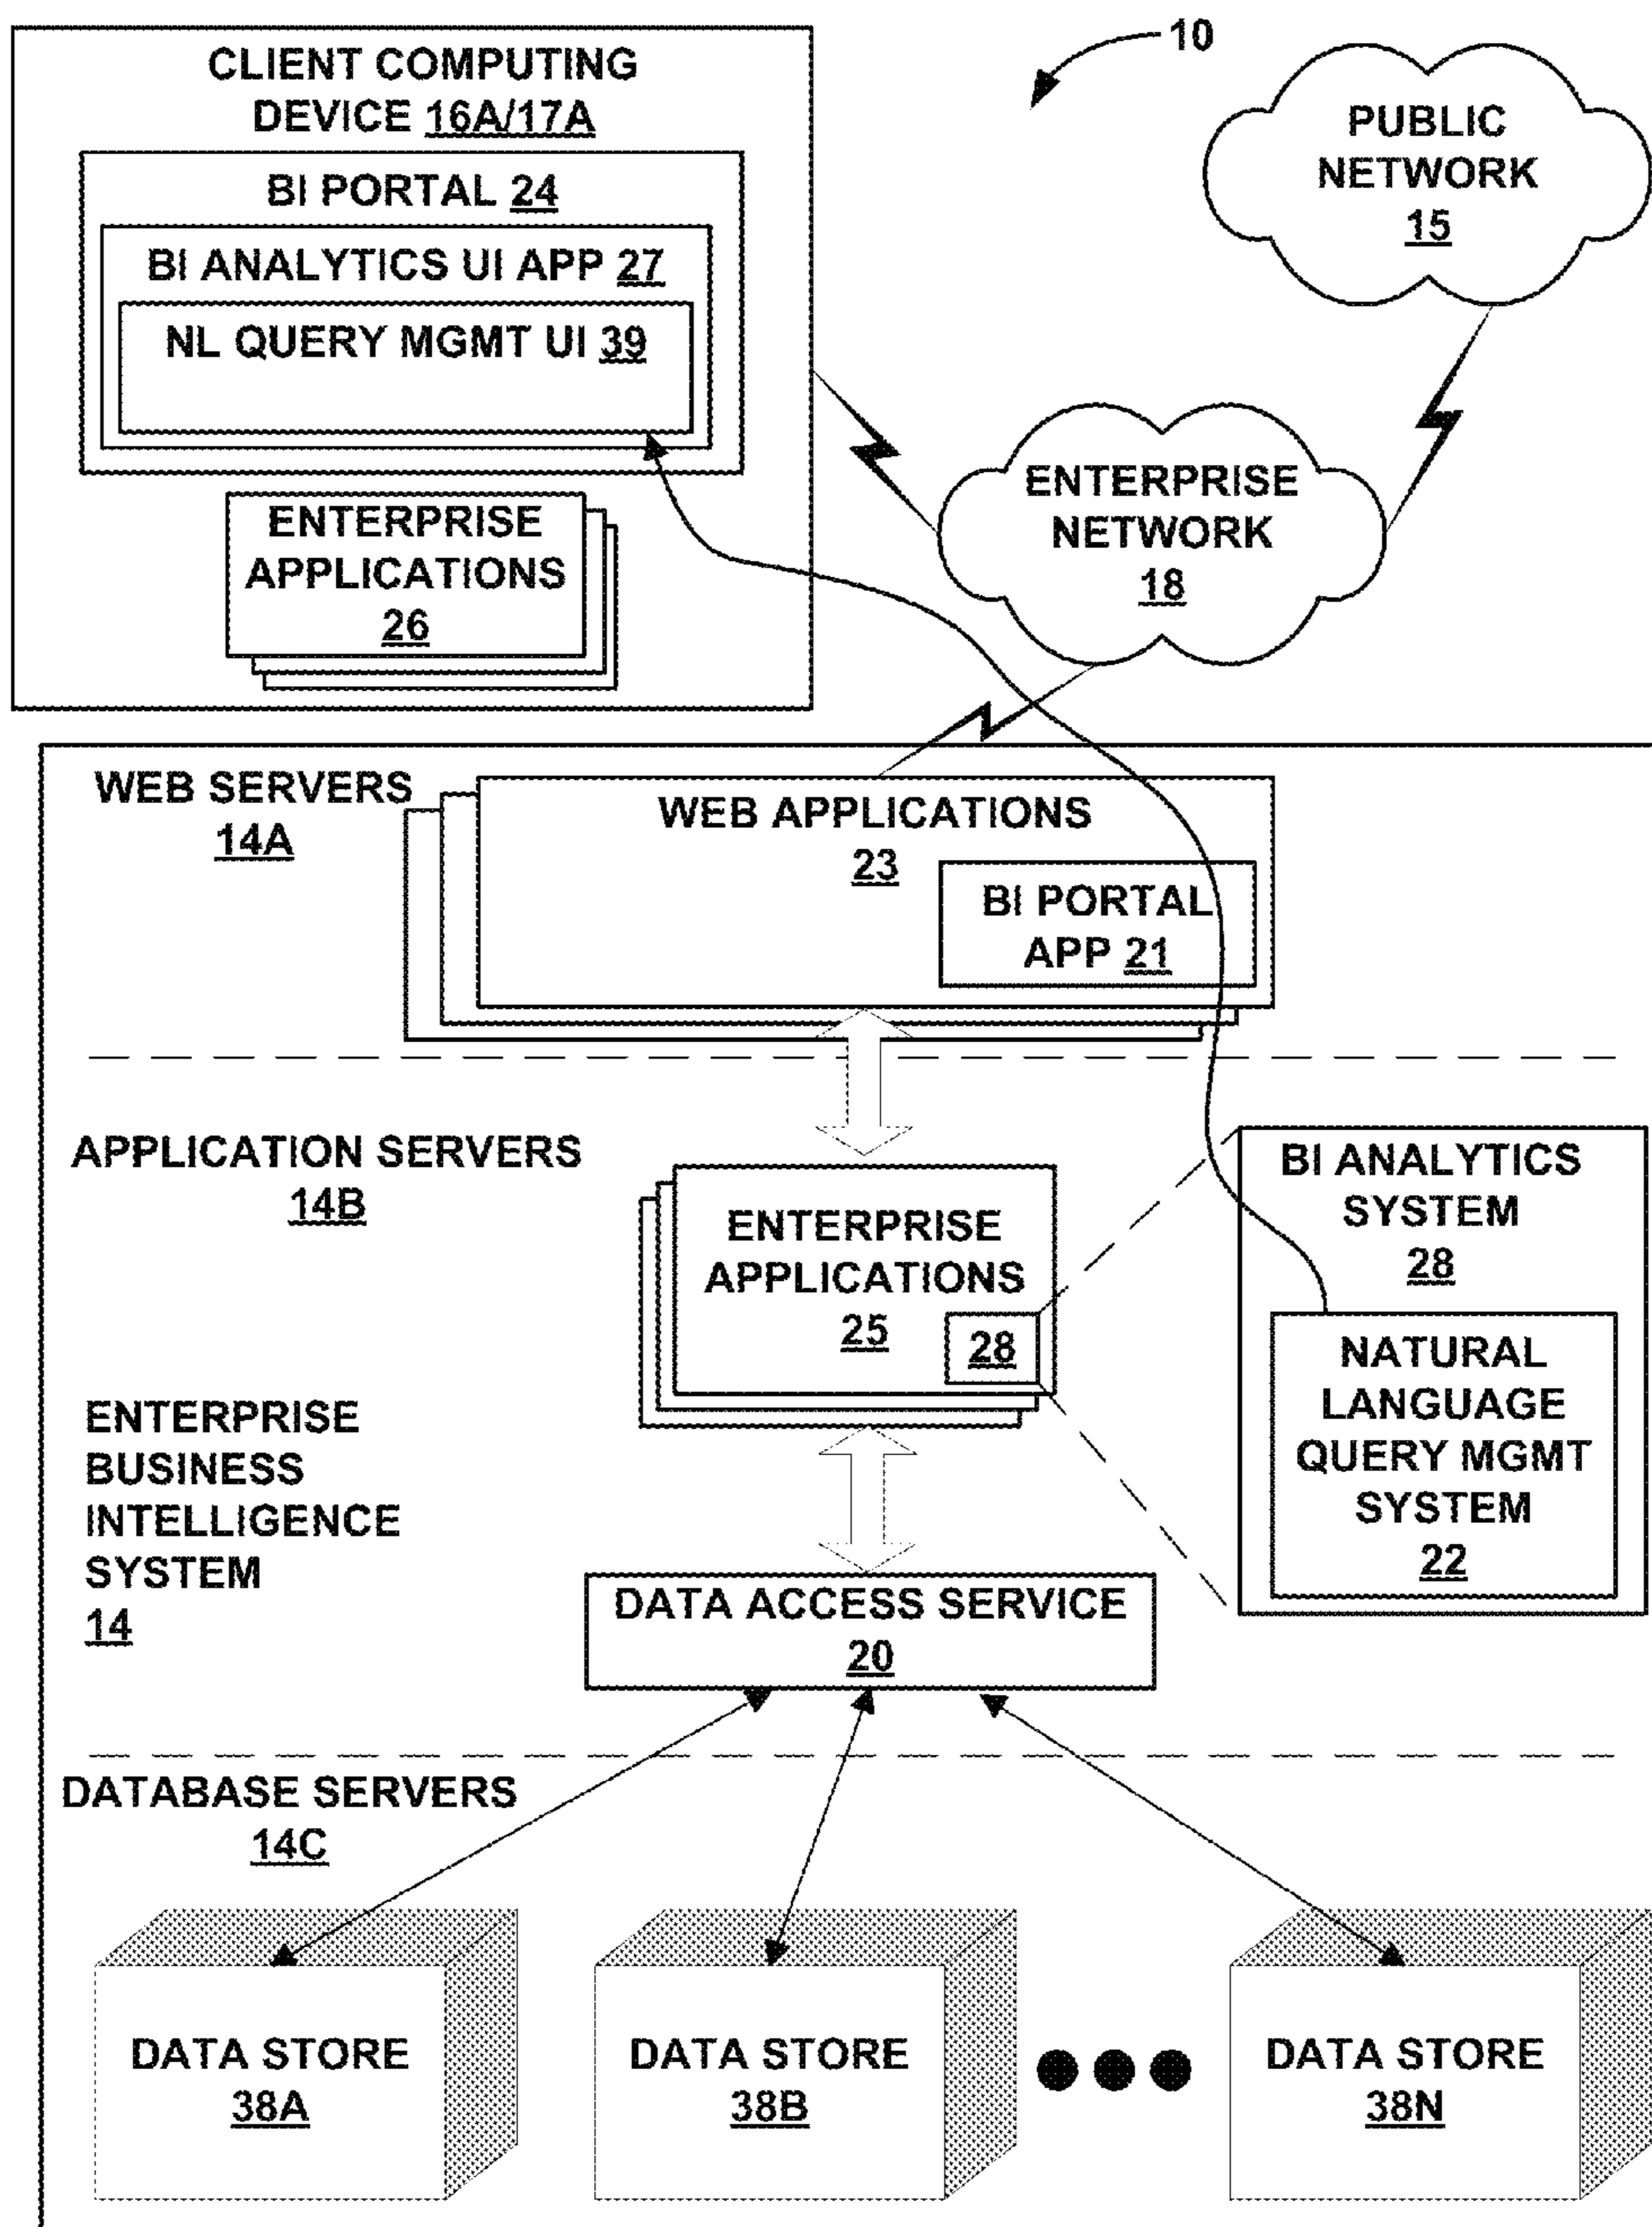 10
CLIENT COMPUTING
DEVICE 16A/17A
BI PORTAL 24
BI ANALYTICS UI APP 27
NL QUERY MGMT UI 39
ENTERPRISE
APPLICATIONS
26
PUBLIC
NETWORK
15
ENTERPRISE
NETWORK
18
WEB SERVERS
14A
WEB APPLICATIONS
23
BI PORTAL
APP 21
APPLICATION SERVERS
14B
ENTERPRISE
APPLICATIONS
25
28
BI ANALYTICS
SYSTEM
28
NATURAL
LANGUAGE
QUERY MGMT
SYSTEM
22
ENTERPRISE
BUSINESS
INTELLIGENCE
SYSTEM
14
DATA ACCESS SERVICE
20
DATABASE SERVERS
14C
DATA STORE
38A
DATA STORE
38B
DATA STORE
38N